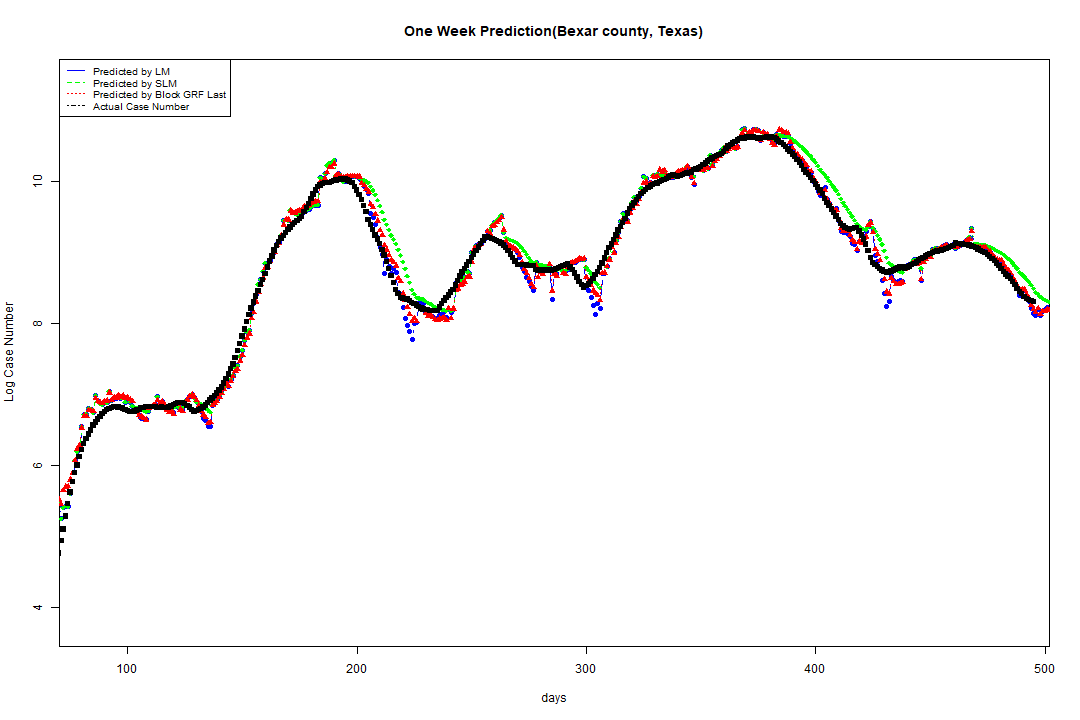 One Week Prediction(Bexar county, Texas)
Predicted by LM
Predicted by SLM
Predicted by Block GRF Last
Actual Case Number
10
8
6
4
Log Case Number
100 200 300 400 500
days